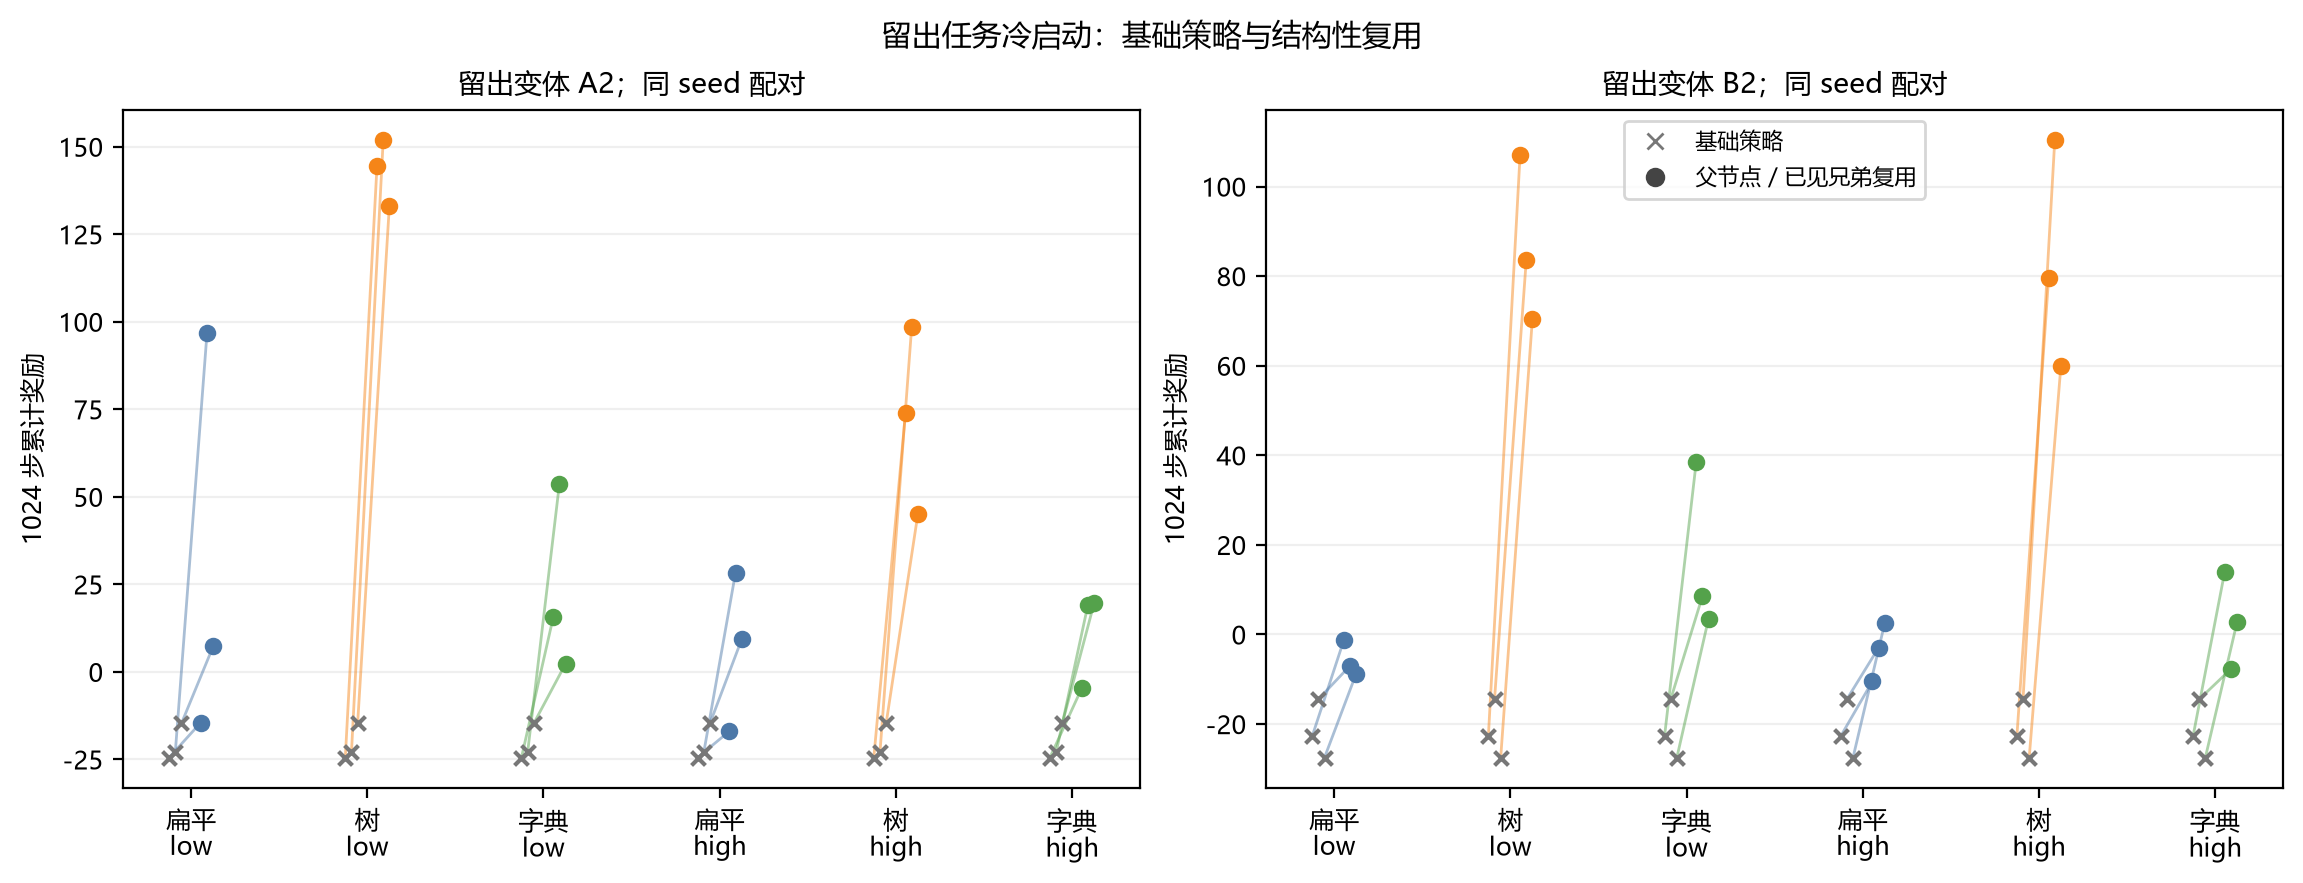 留出任务冷启动：基础策略与结构性复用
留出变体 A2；同 seed 配对
1024 步累计奖励
150
125
100
75
50
25
0
-25
扁平
low
树
low
字典
low
扁平
high
树
high
字典
high
留出变体 B2；同 seed 配对
基础策略
父节点 / 已见兄弟复用
1024 步累计奖励
100
80
60
40
20
0
-20
扁平
low
树
low
字典
low
扁平
high
树
high
字典
high